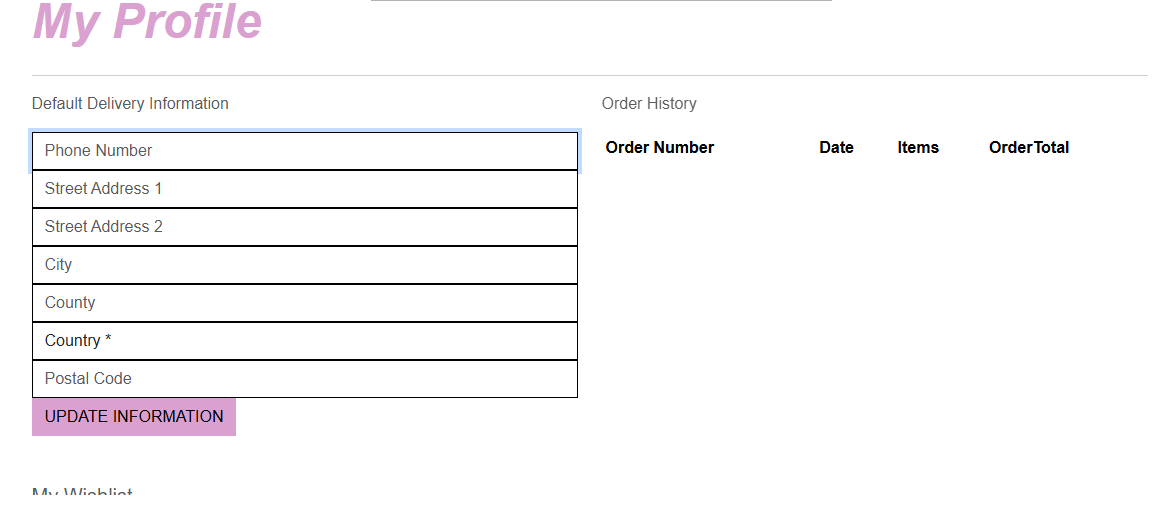 My Profile
Default Delivery Information
Phone Number
Street Address 1
Street Address 2
City
County
Country *
Postal Code
UPDATE INFORMATION
Order History
Order Number Date Items OrderTotal
My Wishlist